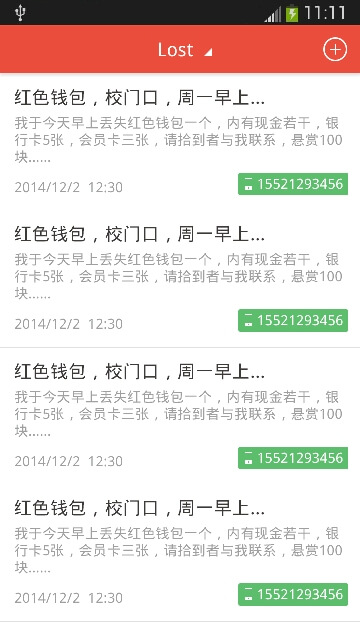 11:11
Lost
红色钱包，校门口，周一早上...
我于今天早上丢失红色钱包一个，内有现金若干，银
行卡5张，会员卡三张，请拾到者与我联系，悬赏100
块......
2014/12/2 12:30
15521293456
红色钱包，校门口，周一早上...
我于今天早上丢失红色钱包一个，内有现金若干，银
行卡5张，会员卡三张，请拾到者与我联系，悬赏100
块......
2014/12/2 12:30
15521293456
红色钱包，校门口，周一早上...
我于今天早上丢失红色钱包一个，内有现金若干，银
行卡5张，会员卡三张，请拾到者与我联系，悬赏100
块......
2014/12/2 12:30
15521293456
红色钱包，校门口，周一早上...
我于今天早上丢失红色钱包一个，内有现金若干，银
行卡5张，会员卡三张，请拾到者与我联系，悬赏100
块......
2014/12/2 12:30
15521293456